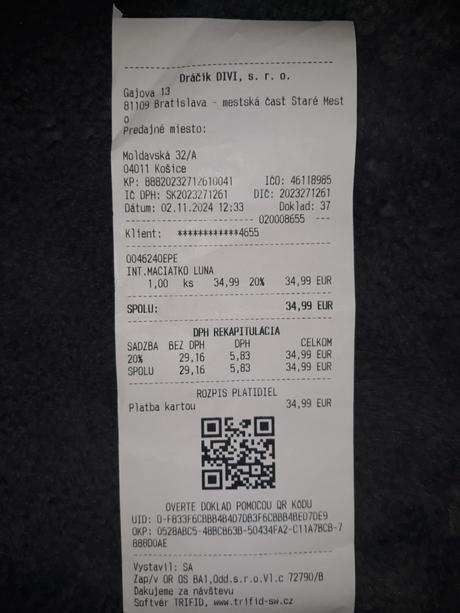 Dráčik DIVI, s. r. o.
Gajova 13
81109 Bratislava - mestská časť Staré Mest
o
Predajné miesto:
Moldavská 32/A
04011 Košice
KP: 88820232712610041 IČO: 46118985
IČ DPH: SK2023271261 DIČ: 2023271261
Dátum: 02.11.2024 12:33 Doklad: 37
020008655
Klient: ************4655
0046240EPE
INT.MACIATKO LUNA
1,00 ks 34,99 20% 34,99 EUR
SPOLU: 34,99 EUR
DPH REKAPITULÁCIA
SADZBA BEZ DPH DPH CELKOM
20% 29,16 5,83 34,99 EUR
SPOLU 29,16 5,83 34,99 EUR
ROZPIS PLATIDIEL
Platba kartou 34,99 EUR
OVERTE DOKLAD POMOCOU QR KÓDU
UID: O-FB33F6CBBB484D7DB3F6CBBB4BED7DE9
OKP: 0528ABC5-48BCB63B-50434FA2-C11A7BCB-7
888D0AE
Vystavil: SA
Zap/v OR OS BA1,Odd.s.r.o.Vl.c 72790/B
Ďakujeme za návštevu
Softvér TRIFID, www.trifid-sw.cz